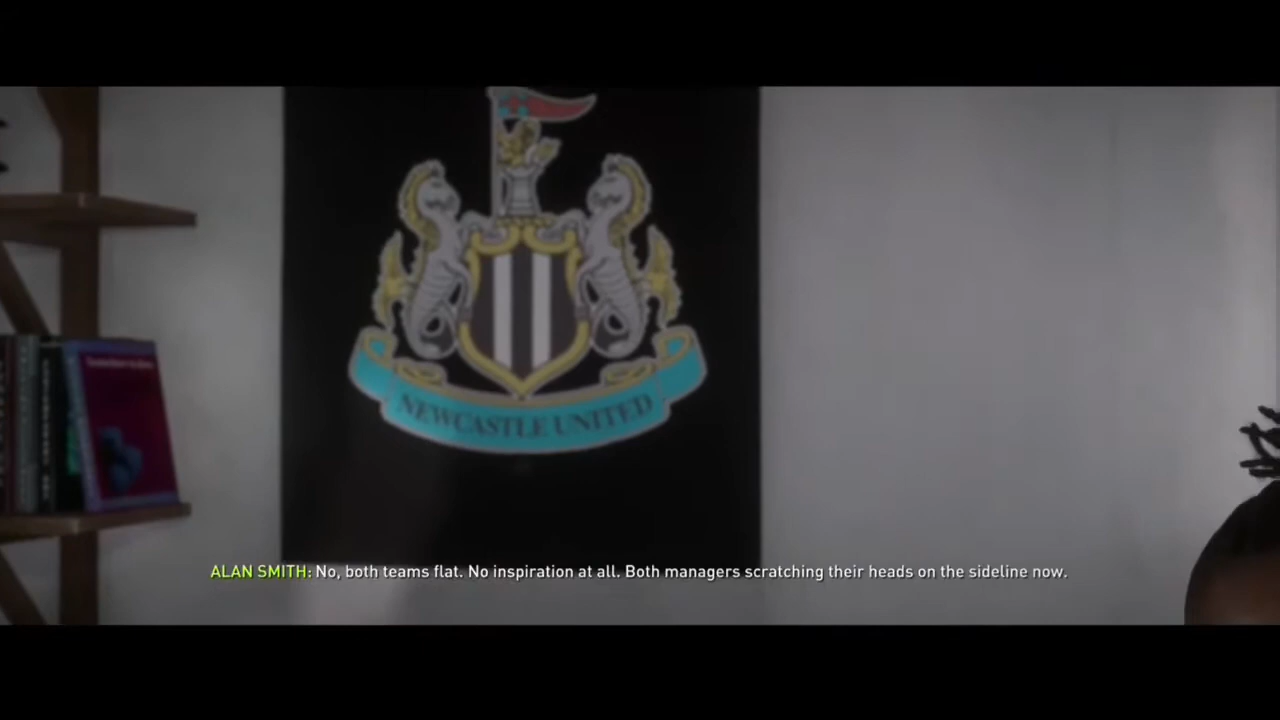 NEWCASTLE UNITED
ALAN SMITH: No, both teams flat. No inspiration at all. Both managers scratching their heads on the sideline now.